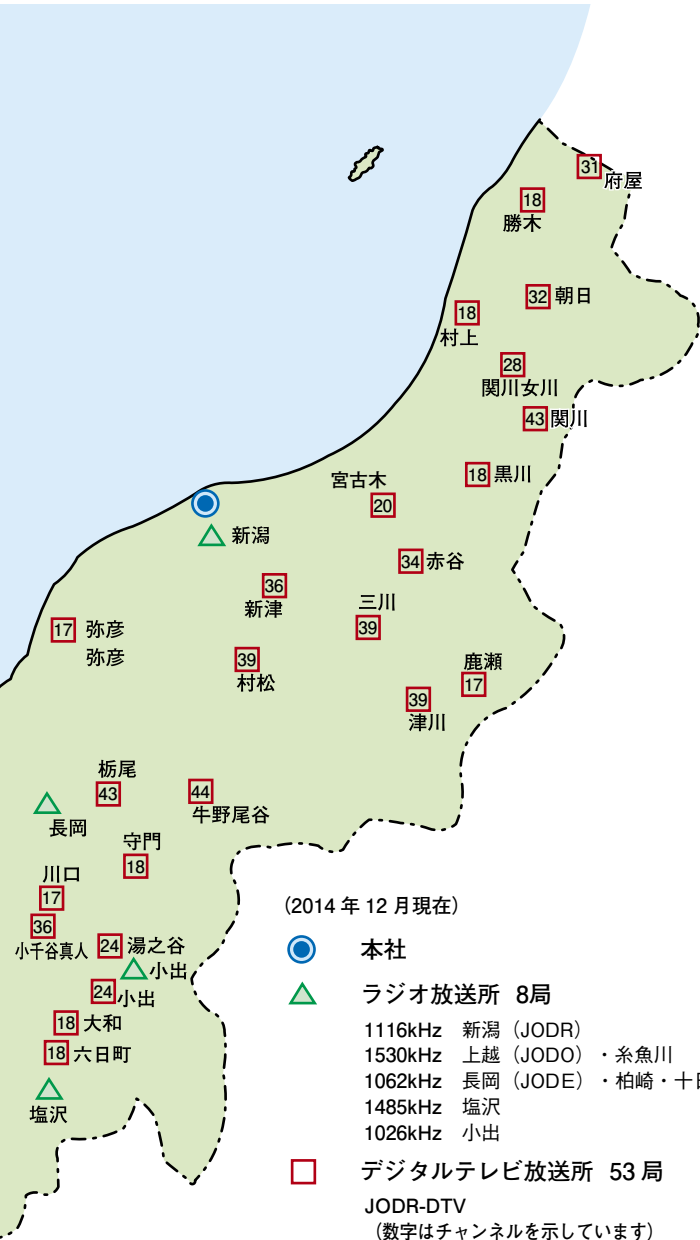 31
府屋
18
勝木
32 朝日
18
村上
28
関川女川
43 関川
18 黒川
宮古木
20
新潟
34 赤谷
36
新津
三川
39
17 弥彦
弥彦
39
村松
鹿瀬
17
39
津川
栃尾
43
44
牛野尾谷
長岡
守門
18
川口
17
36
小千谷真人
24 湯之谷
小出
24 小出
18 大和
18 六日町
塩沢
(2014 年 12 月現在)
本社
ラジオ放送所 8局
1116kHz 新潟（JODR）
1530kHz 上越（JODO）・糸魚川
1062kHz 長岡（JODE）・柏崎・十
1485kHz 塩沢
1026kHz 小出
デジタルテレビ放送所 53 局
JODR-DTV
（数字はチャンネルを示しています）